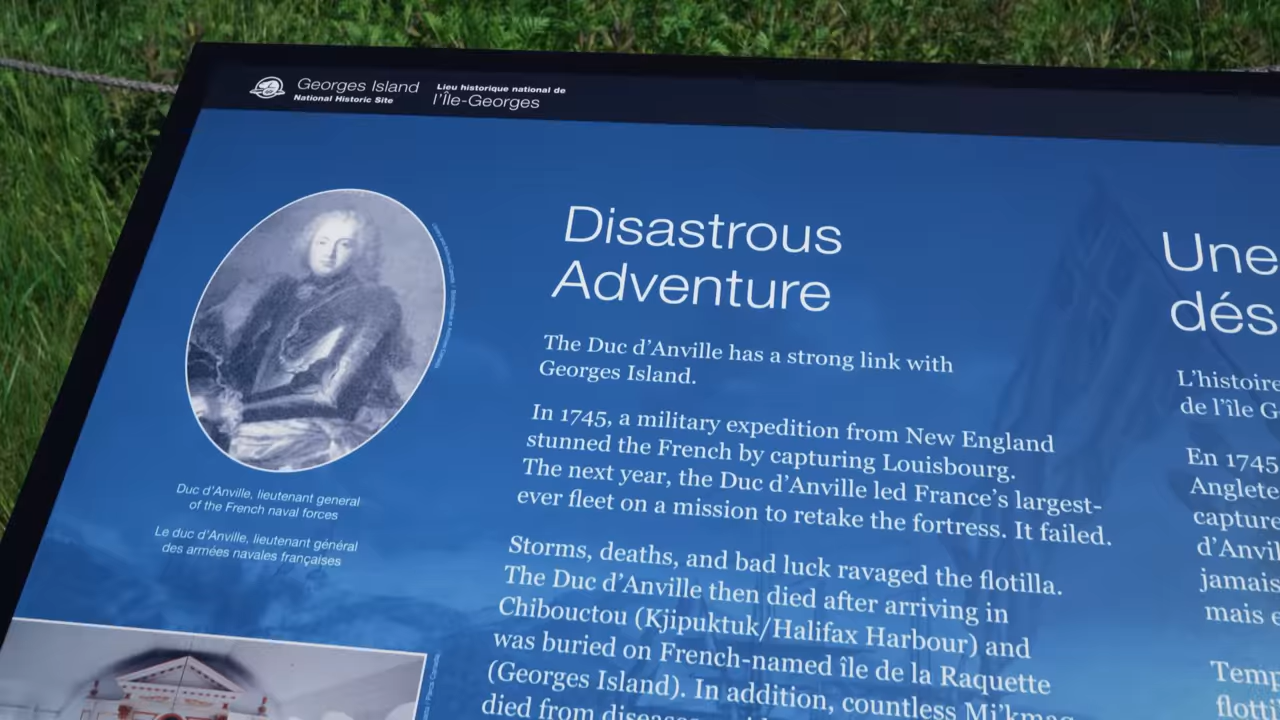 Georges Island
National Historic Site
Lieu historique national de
l'Île-Georges
Disastrous
Adventure
The Duc d'Anville has a strong link with
Georges Island.
In 1745, a military expedition from New England
stunned the French by capturing Louisbourg.
The next year, the Duc d'Anville led France's largest-
ever fleet on a mission to retake the fortress. It failed.
Storms, deaths, and bad luck ravaged the flotilla.
The Duc d'Anville then died after arriving in
Chibouctou (Kjipuktuk/Halifax Harbour) and
was buried on French-named île de la Raquette
(Georges Island). In addition, countless Mi'kmaq
died from
Duc d'Anville, lieutenant general
of the French naval forces
Le duc d'Anville, lieutenant général
des armées navales françaises
Une
dés
L'histoire
de l'île G
En 1745
Anglete
capture
d'Anvil
jamais
mais e
Temp
flotti